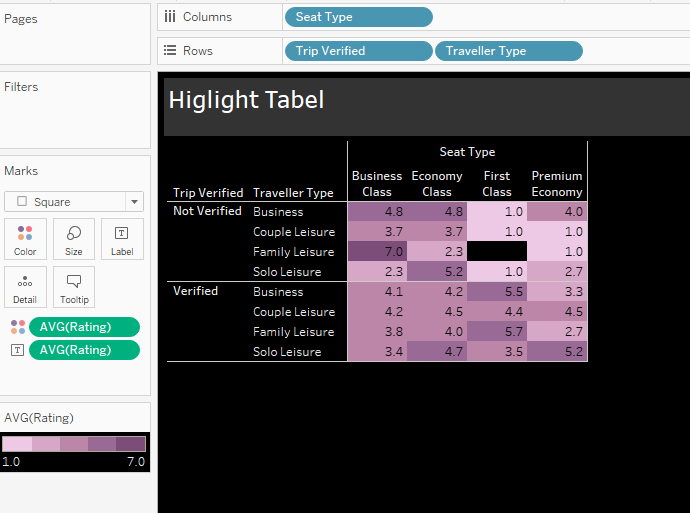 Pages
Columns
Seat Type
Rows
Trip Verified
Traveller Type
Filters
Marks
Square
Color
Size
T
Label
Detail
Tooltip
AVG(Rating)
T AVG(Rating)
AVG(Rating)
1.0 7.0
Higlight Tabel
Seat Type
Trip Verified Traveller Type Business Class Economy Class First Class Premium Economy
Not Verified Business 4.8 4.8 1.0 4.0
Couple Leisure 3.7 3.7 1.0 1.0
Family Leisure 7.0 2.3 1.0
Solo Leisure 2.3 5.2 1.0 2.7
Verified Business 4.1 4.2 5.5 3.3
Couple Leisure 4.2 4.5 4.4 4.5
Family Leisure 3.8 4.0 5.7 2.7
Solo Leisure 3.4 4.7 3.5 5.2